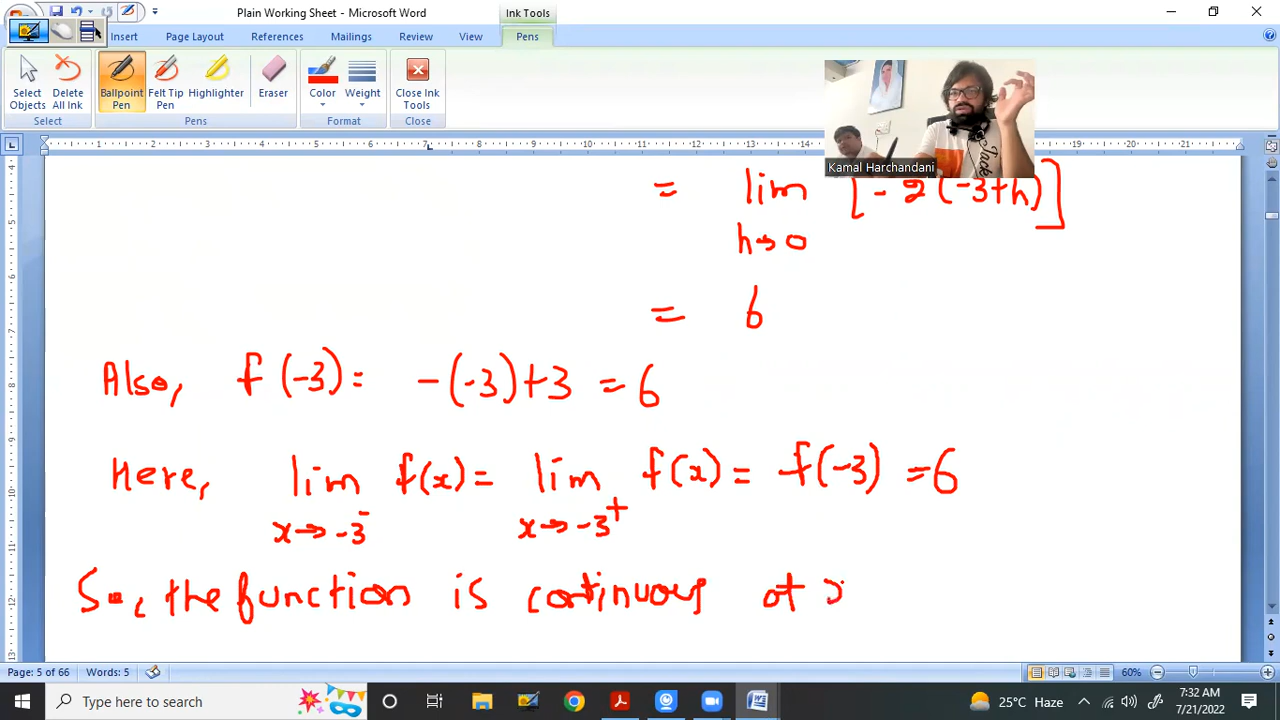 Plain Working Sheet - Microsoft Word
Ink Tools
Insert Page Layout References Mailings Review View Pens
Select Objects
Delete All Ink
Ballpoint Pen
Felt Tip Pen
Highlighter
Eraser
Color
Weight
Close Ink Tools
Select Pens Format Close
Kamal Harchandani
= lim [-2(-3+h)]
h→0
= 6
Also, f(-3) = -(-3)+3 = 6
Here, lim f(x) = lim f(x) = f(-3) = 6
x→-3⁻ x→-3⁺
So, the function is continuous at x
Page: 5 of 66 Words: 5 60%
Type here to search
25°C Haze
7:32 AM
7/21/2022